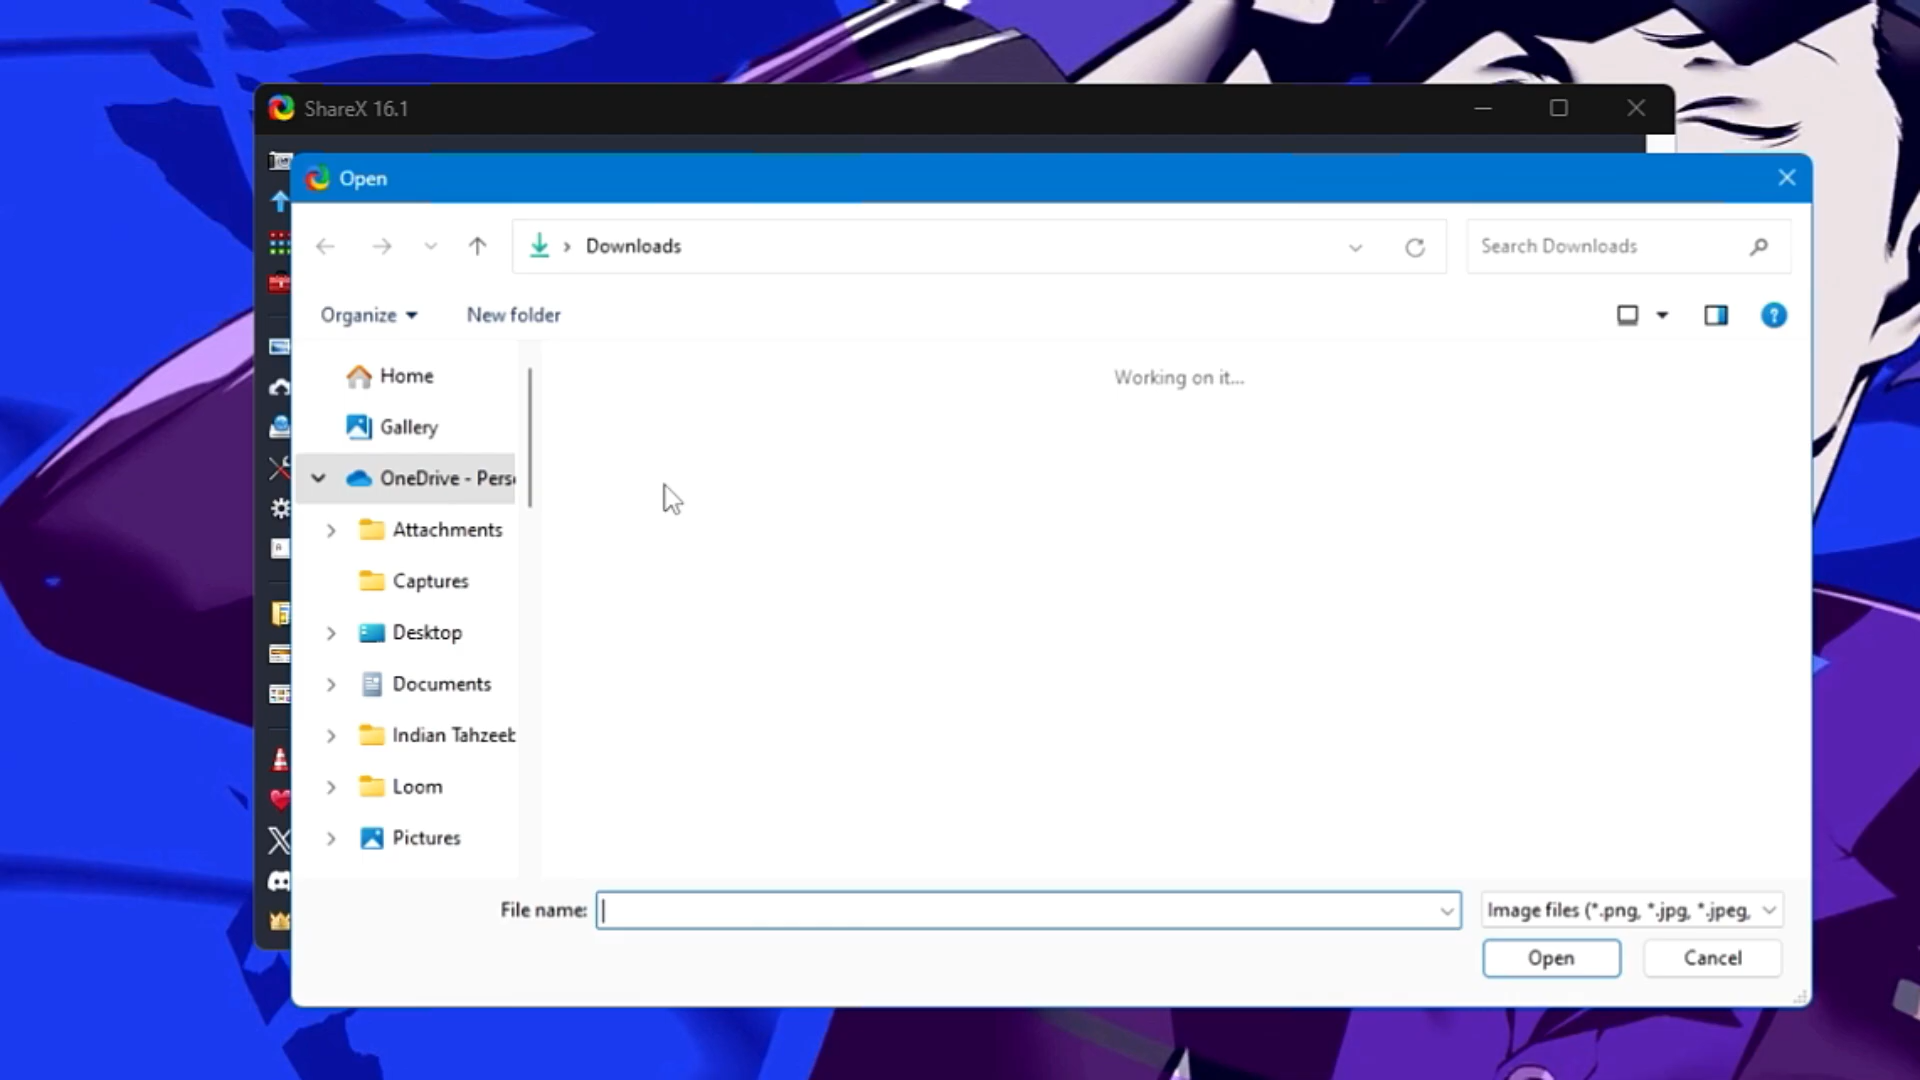 ShareX 16.1
Open
Downloads
Search Downloads
Organize
New folder
?
Home
Working on it...
Gallery
OneDrive - Pers
Attachments
Captures
Desktop
Documents
Indian Tahzeeb
Loom
Pictures
File name:
Image files (*.png, *.jpg, *.jpeg,
Open
Cancel